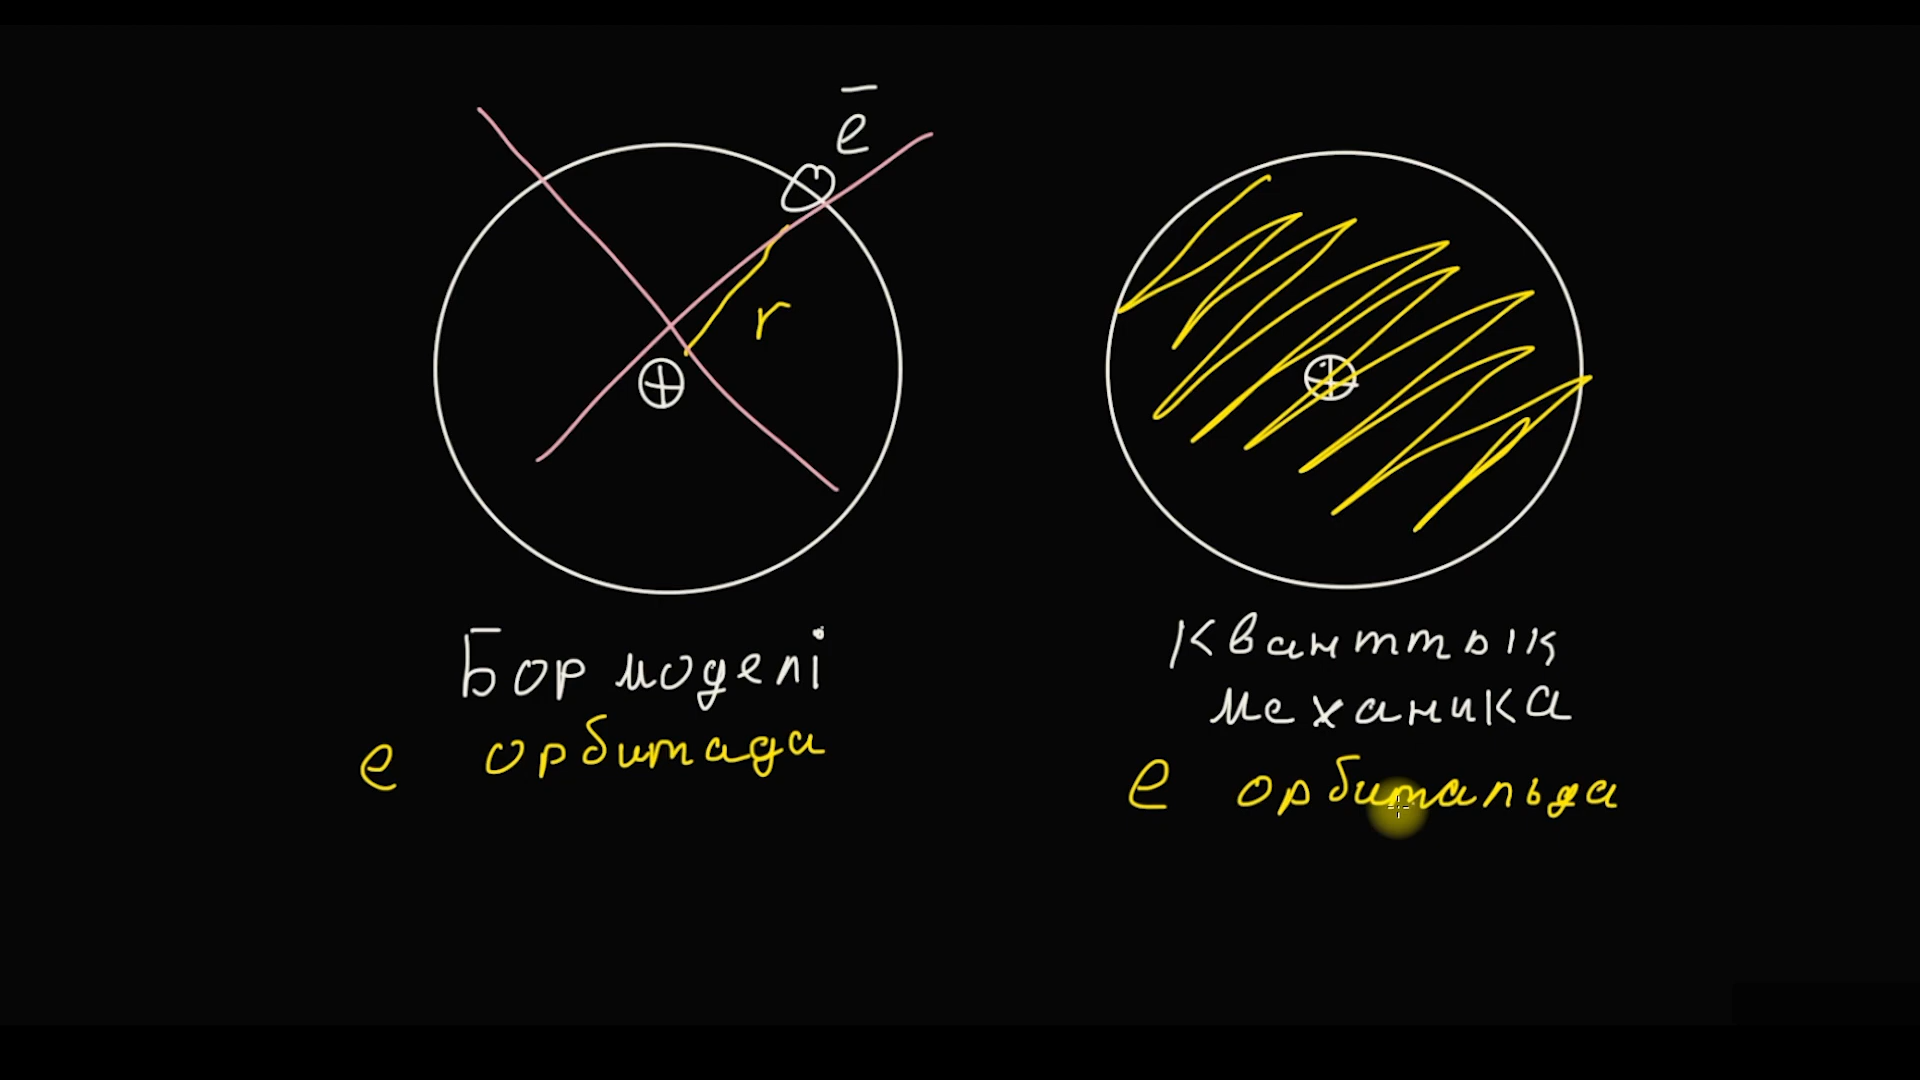 e̅
r
Бор моделі
e орбитада
Кванттық
механика
e орбитальда